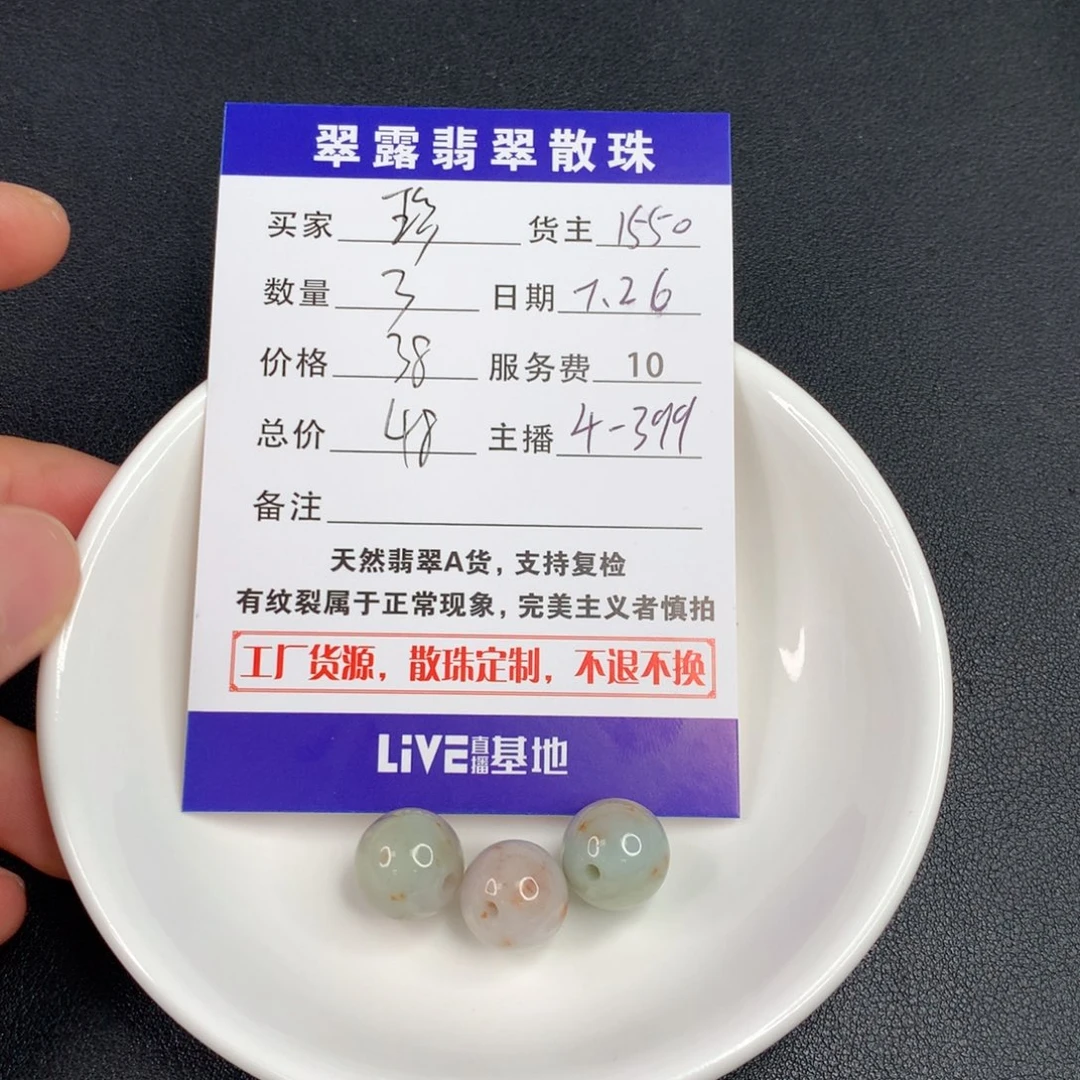 翠露翡翠散珠
买家 珍 货主 1550
数量 3 日期 1.26
价格 38 服务费 10
总价 48 主播 4-399
备注
天然翡翠A货，支持复检
有纹裂属于正常现象，完美主义者慎拍
工厂货源，散珠定制，不退不换
LiVE直播基地